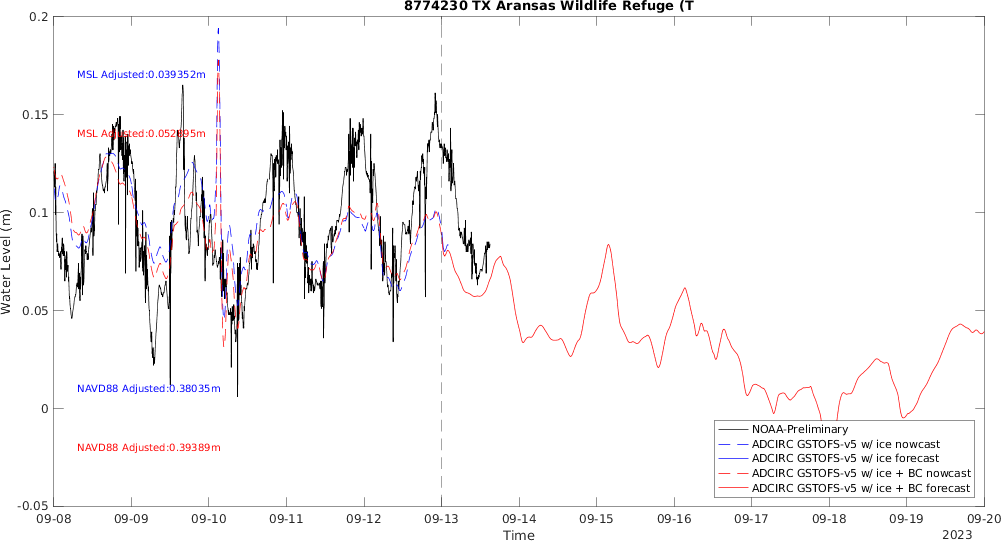 8774230 TX Aransas Wildlife Refuge (T
0.2
0.15
0.1
0.05
0
-0.05
Water Level (m)
MSL Adjusted:0.039352m
MSL Adjusted:0.052895m
NAVD88 Adjusted:0.38035m
NAVD88 Adjusted:0.39389m
NOAA-Preliminary
ADCIRC GSTOFS-v5 w/ ice nowcast
ADCIRC GSTOFS-v5 w/ ice forecast
ADCIRC GSTOFS-v5 w/ ice + BC nowcast
ADCIRC GSTOFS-v5 w/ ice + BC forecast
09-08 09-09 09-10 09-11 09-12 09-13 09-14 09-15 09-16 09-17 09-18 09-19 09-20
Time
2023